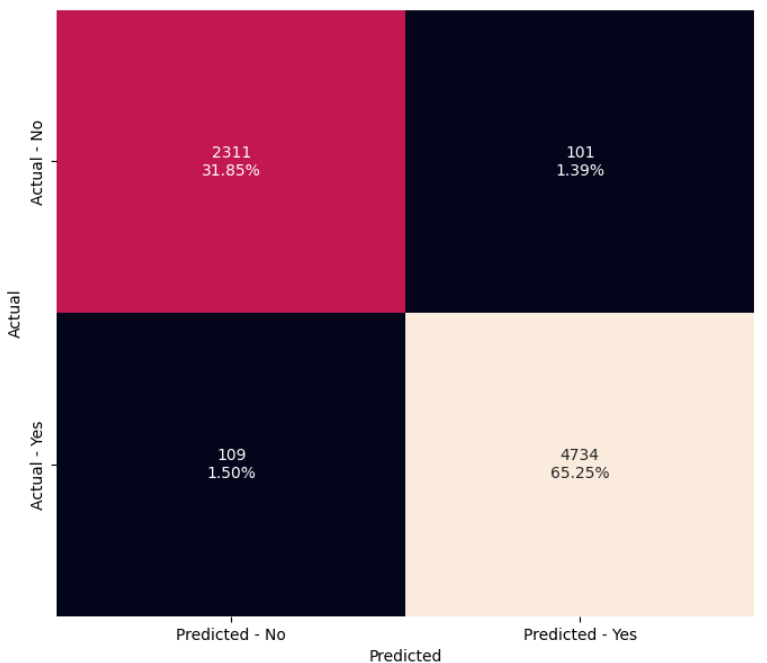 Actual - No
2311
31.85%
101
1.39%
Actual
Actual - Yes
109
1.50%
4734
65.25%
Predicted - No
Predicted - Yes
Predicted